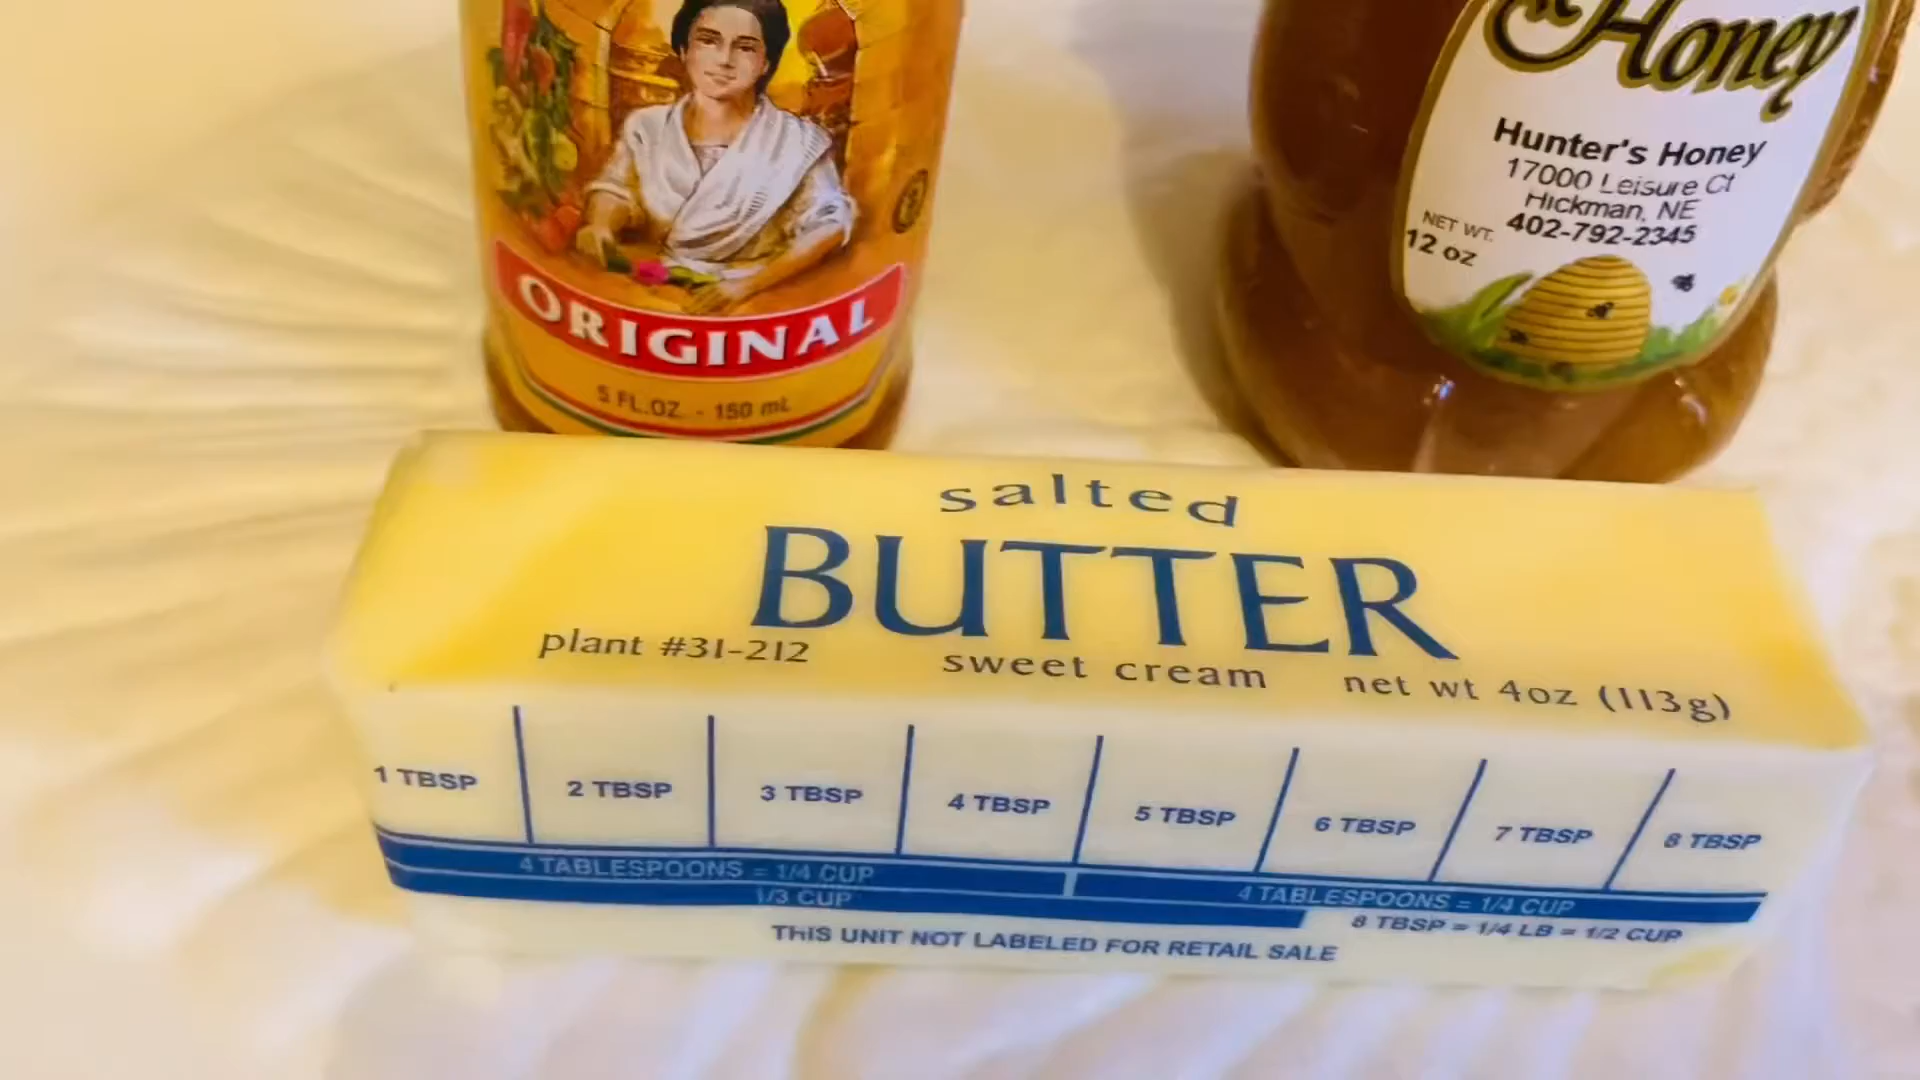 ORIGINAL
5 FL.OZ. - 150 mL
Honey
Hunter's Honey
17000 Leisure Ct
Hickman, NE
402-792-2345
NET WT.
12 oz
salted
BUTTER
plant #31-212
sweet cream
net wt 4oz (113g)
1 TBSP
2 TBSP
3 TBSP
4 TBSP
5 TBSP
6 TBSP
7 TBSP
8 TBSP
4 TABLESPOONS = 1/4 CUP
4 TABLESPOONS = 1/4 CUP
1/3 CUP
8 TBSP = 1/4 LB = 1/2 CUP
THIS UNIT NOT LABELED FOR RETAIL SALE